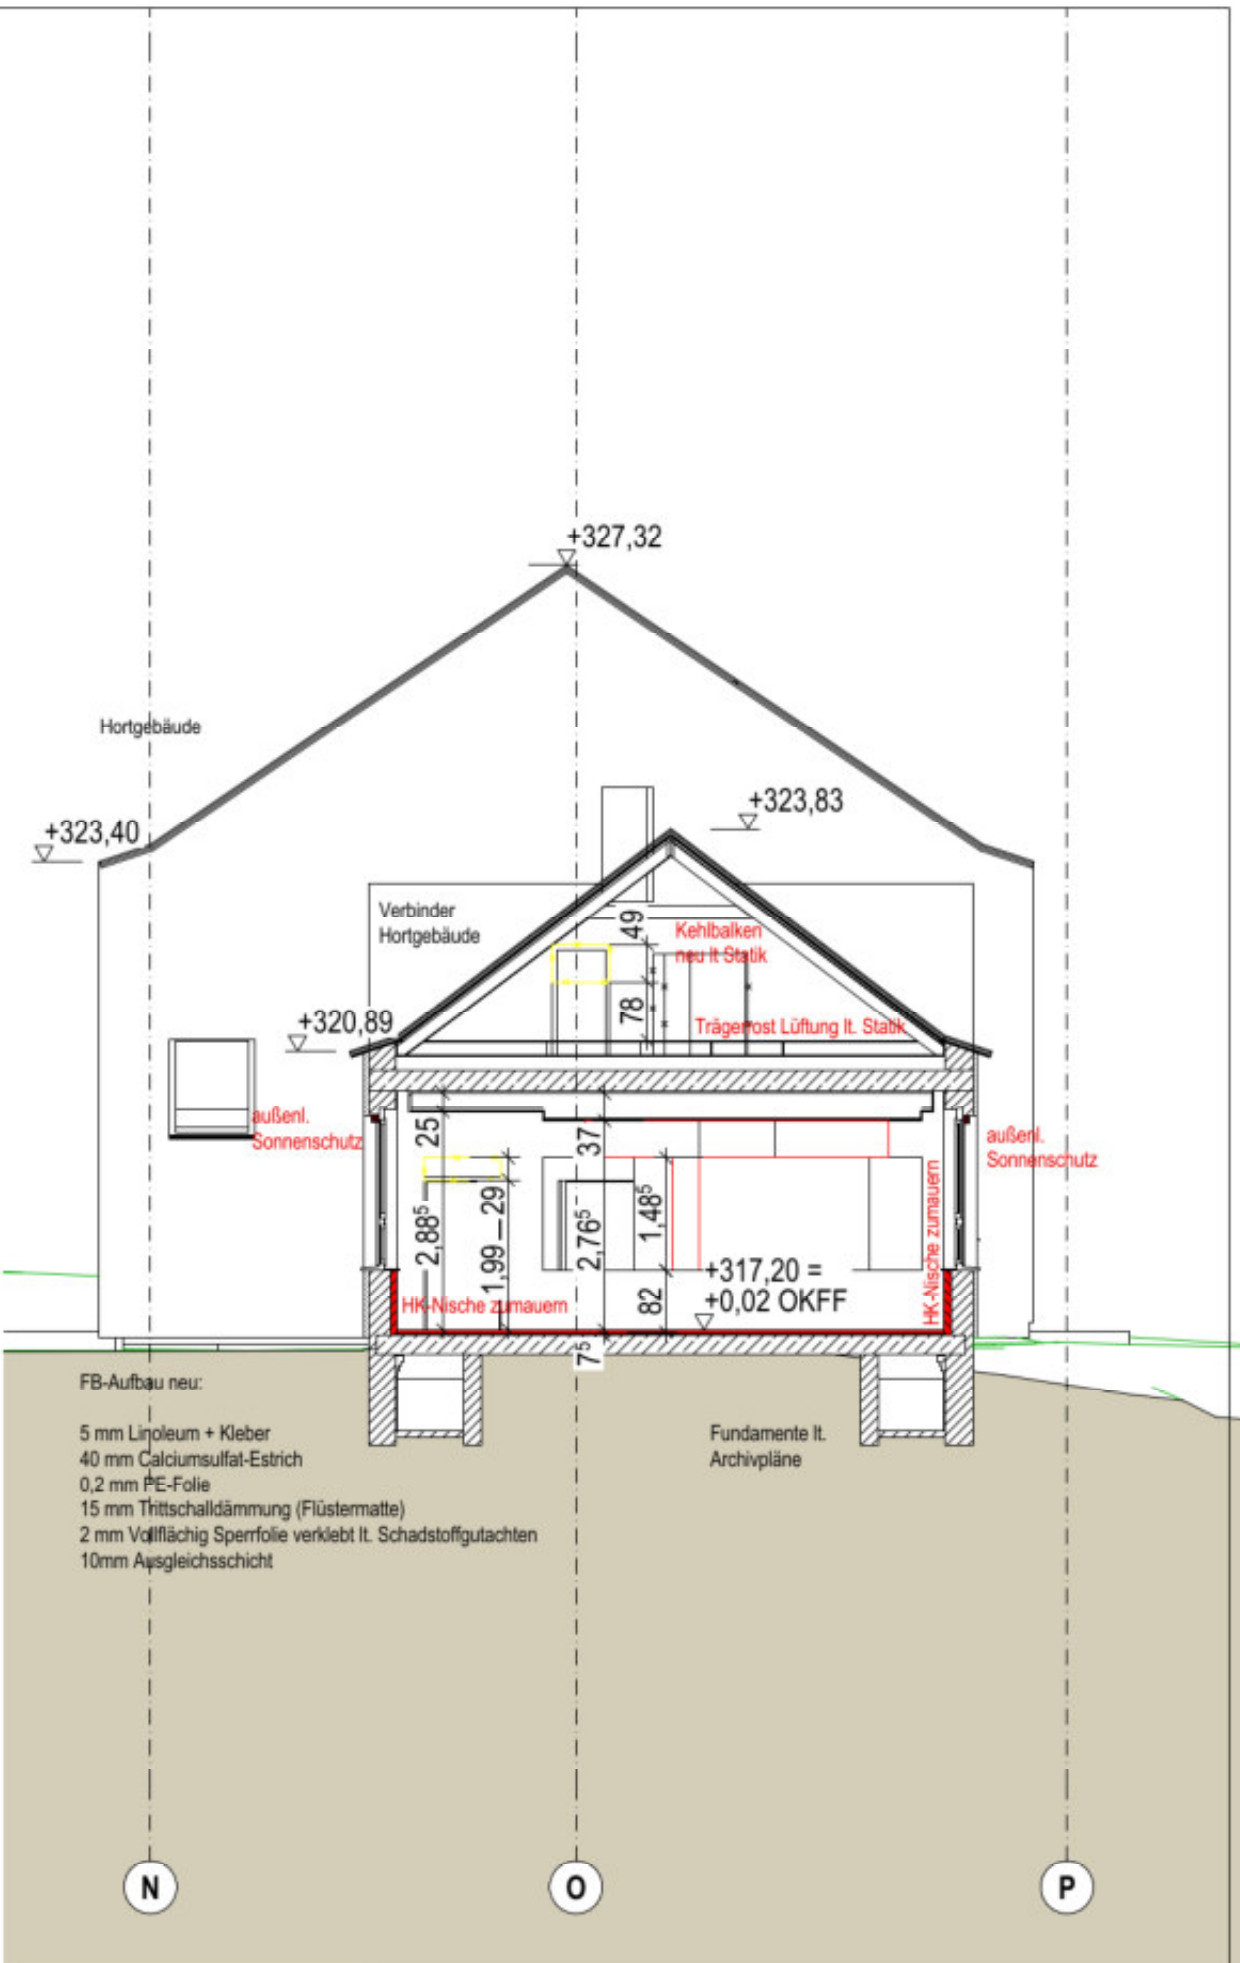 +327,32
Hortgebäude
+323,83
+323,40
Verbinder
Hortgebäude
49
Kehlbalken
neu lt Statik
78
Trägerrost Lüftung lt. Statik
+320,89
außenl.
Sonnenschutz
25
37
außenl.
Sonnenschutz
2,88⁵
1,99
29
2,76⁵
1,48⁵
HK-Nische zumauern
+317,20 =
+0,02 OKFF
HK-Nische zumauern
82
7⁵
FB-Aufbau neu:
5 mm Linoleum + Kleber
40 mm Calciumsulfat-Estrich
0,2 mm PE-Folie
15 mm Trittschalldämmung (Flüstermatte)
2 mm Vollflächig Sperrfolie verklebt lt. Schadstoffgutachten
10mm Ausgleichsschicht
Fundamente lt.
Archivpläne
N
O
P